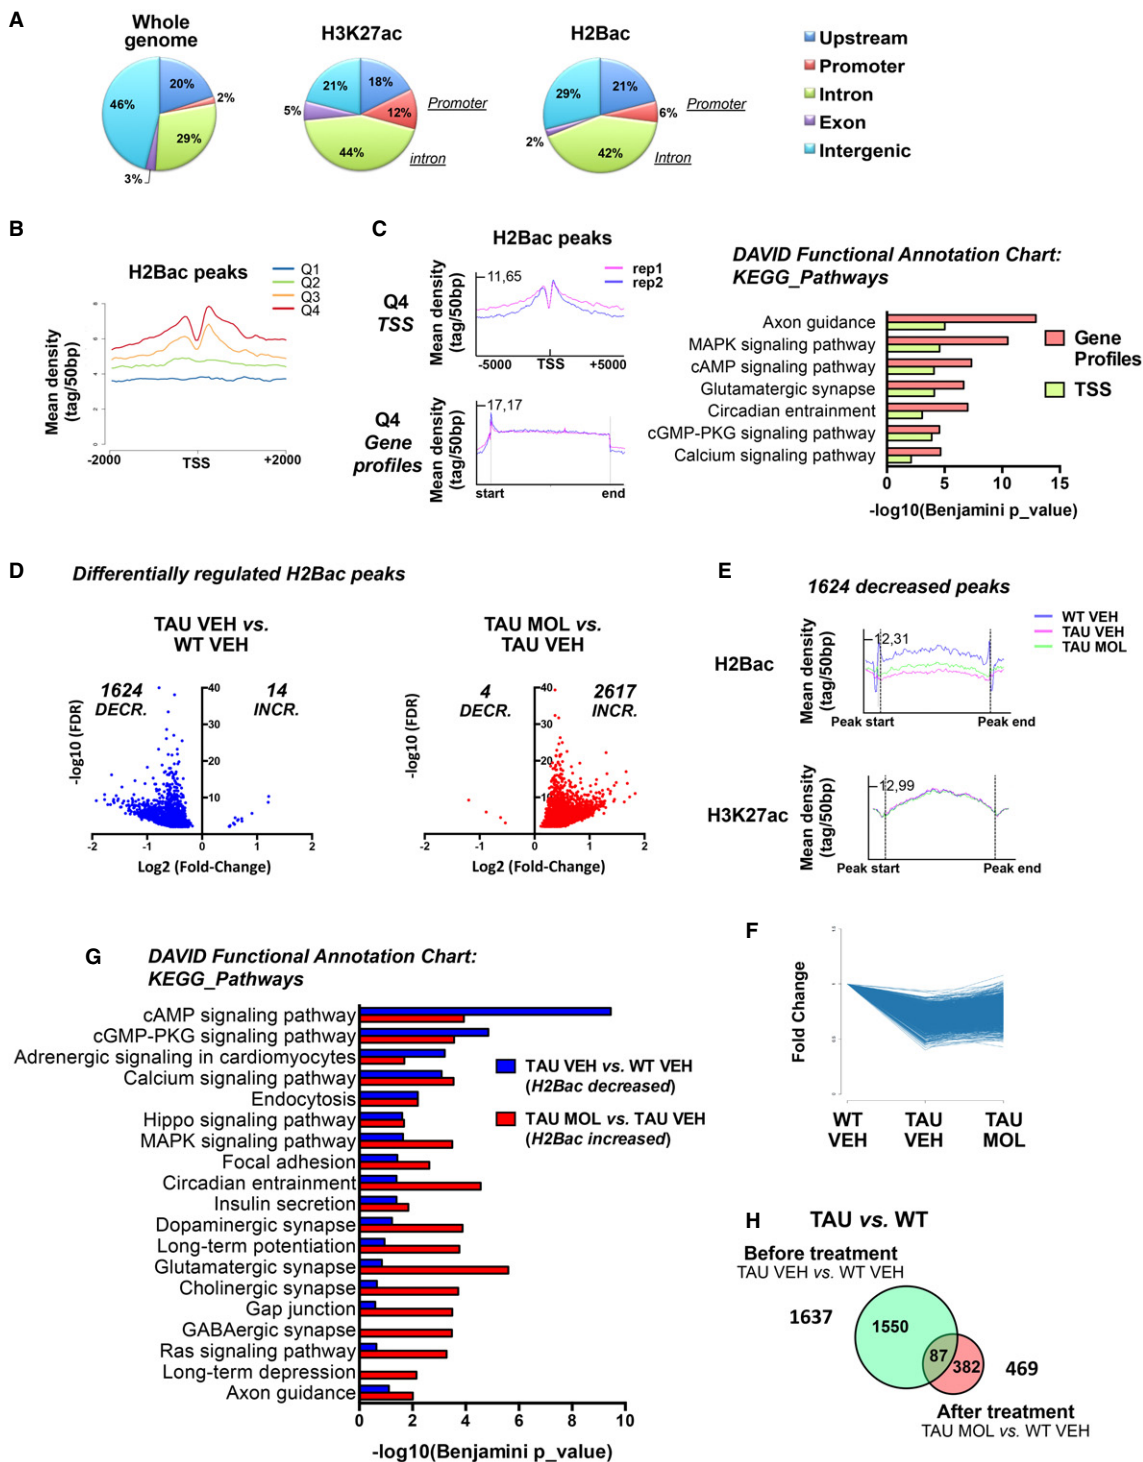 A
Whole
genome
20%
2%
29%
3%
46%
H3K27ac
18%
12%
44%
5%
21%
Promoter
intron
H2Bac
21%
6%
42%
2%
29%
Promoter
Intron
Upstream
Promoter
Intron
Exon
Intergenic
B
H2Bac peaks
Q1
Q2
Q3
Q4
Mean density
(tag/50bp)
8
6
4
2
0
-2000
TSS
+2000
C
H2Bac peaks
Q4
TSS
Mean density
(tag/50bp)
11,65
rep1
rep2
-5000
TSS
+5000
Q4
Gene
profiles
Mean density
(tag/50bp)
17,17
start
end
DAVID Functional Annotation Chart:
KEGG_Pathways
Axon guidance
MAPK signaling pathway
cAMP signaling pathway
Glutamatergic synapse
Circadian entrainment
cGMP-PKG signaling pathway
Calcium signaling pathway
Gene
Profiles
TSS
0
5
10
15
-log10(Benjamini p_value)
D
Differentially regulated H2Bac peaks
TAU VEH vs.
WT VEH
1624
DECR.
14
INCR.
-log10 (FDR)
40
30
20
10
-2
-1
0
1
2
Log2 (Fold-Change)
TAU MOL vs.
TAU VEH
4
DECR.
2617
INCR.
-log10 (FDR)
40
30
20
10
-2
-1
0
1
2
Log2 (Fold-Change)
E
1624 decreased peaks
WT VEH
TAU VEH
TAU MOL
H2Bac
Mean density
(tag/50bp)
12,31
Peak start
Peak end
H3K27ac
Mean density
(tag/50bp)
12,99
Peak start
Peak end
F
Fold Change
WT
VEH
TAU
VEH
TAU
MOL
G
DAVID Functional Annotation Chart:
KEGG_Pathways
cAMP signaling pathway
cGMP-PKG signaling pathway
Adrenergic signaling in cardiomyocytes
Calcium signaling pathway
Endocytosis
Hippo signaling pathway
MAPK signaling pathway
Focal adhesion
Circadian entrainment
Insulin secretion
Dopaminergic synapse
Long-term potentiation
Glutamatergic synapse
Cholinergic synapse
Gap junction
GABAergic synapse
Ras signaling pathway
Long-term depression
Axon guidance
TAU VEH vs. WT VEH
(H2Bac decreased)
TAU MOL vs. TAU VEH
(H2Bac increased)
0
2
4
6
8
10
-log10(Benjamini p_value)
H
TAU vs. WT
Before treatment
TAU VEH vs. WT VEH
1637
1550
87
382
469
After treatment
TAU MOL vs. WT VEH